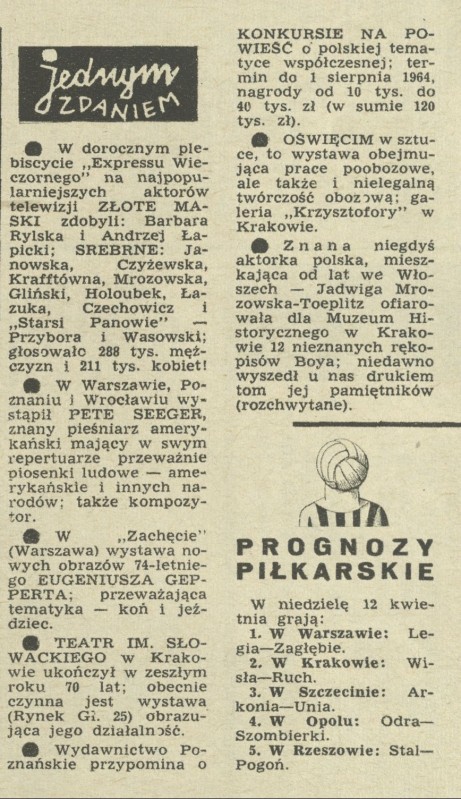 jednym
ZDANIEM
● W dorocznym ple-
biscycie „Expressu Wie-
czornego" na najpopu-
larniejszych aktorów
telewizji ZŁOTE MA-
SKI zdobyli: Barbara
Rylska i Andrzej Ła-
picki; SREBRNE: Ja-
nowska, Czyżewska,
Krafftówna, Mrozowska,
Gliński, Holoubek, Ła-
zuka, Czechowicz i
„Starsi Panowie" —
Przybora i Wasowski;
głosowało 288 tys. męż-
czyzn i 211 tys. kobiet!
● W Warszawie, Po-
znaniu i Wrocławiu wy-
stąpił PETE SEEGER,
znany pieśniarz amery-
kański mający w swym
repertuarze przeważnie
piosenki ludowe — ame-
rykańskie i innych na-
rodów; także kompozy-
tor.
● W „Zachęcie"
(Warszawa) wystawa no-
wych obrazów 74-letnie-
go EUGENIUSZA GEP-
PERTA; przeważająca
tematyka — koń i jeź-
dziec.
● TEATR IM. SŁO-
WACKIEGO w Krako-
wie ukończył w zeszłym
roku 70 lat; obecnie
czynna jest wystawa
(Rynek Gł. 25) obrazu-
jąca jego działalność.
● Wydawnictwo Po-
znańskie przypomina o
KONKURSIE NA PO-
WIEŚĆ o polskiej tema-
tyce współczesnej; ter-
min do 1 sierpnia 1964,
nagrody od 10 tys. do
40 tys. zł (w sumie 120
tys. zł).
● OŚWIĘCIM w sztu-
ce, to wystawa obejmu-
jąca prace poobozowe,
ale także i nielegalną
twórczość obozową; ga-
leria „Krzysztofory" w
Krakowie.
● Znana niegdyś
aktorka polska, miesz-
kająca od lat we Wło-
szech — Jadwiga Mro-
zowska-Toeplitz ofiaro-
wała dla Muzeum Hi-
storycznego w Krako-
wie 12 nieznanych ręko-
pisów Boya; niedawno
wyszedł u nas drukiem
tom jej pamiętników
(rozchwytane).
PROGNOZY
PIŁKARSKIE
W niedzielę 12 kwie-
tnia grają:
1. W Warszawie: Le-
gia—Zagłębie.
2. W Krakowie: Wi-
sła—Ruch.
3. W Szczecinie: Ar-
konia—Unia.
4. W Opolu: Odra—
Szombierki.
5. W Rzeszowie: Stal—
Pogoń.